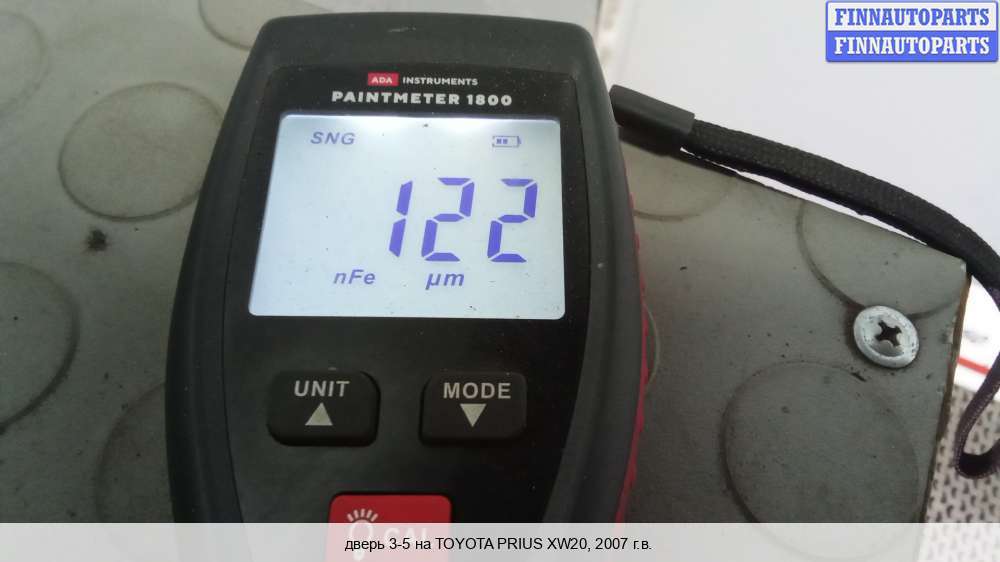 FINNAUTOPARTS
FINNAUTOPARTS
ADA INSTRUMENTS
PAINTMETER 1800
SNG
122
nFe µm
UNIT MODE
CAL
дверь 3-5 на TOYOTA PRIUS XW20, 2007 г.в.